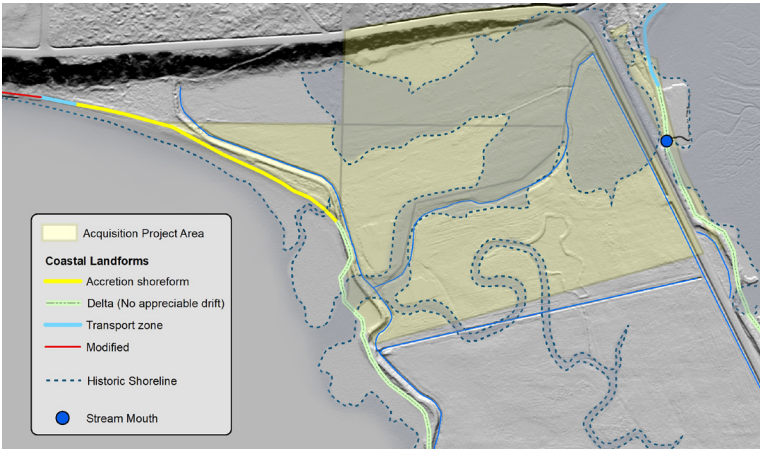 Acquisition Project Area
Coastal Landforms
Accretion shoreform
Delta (No appreciable drift)
Transport zone
Modified
Historic Shoreline
Stream Mouth